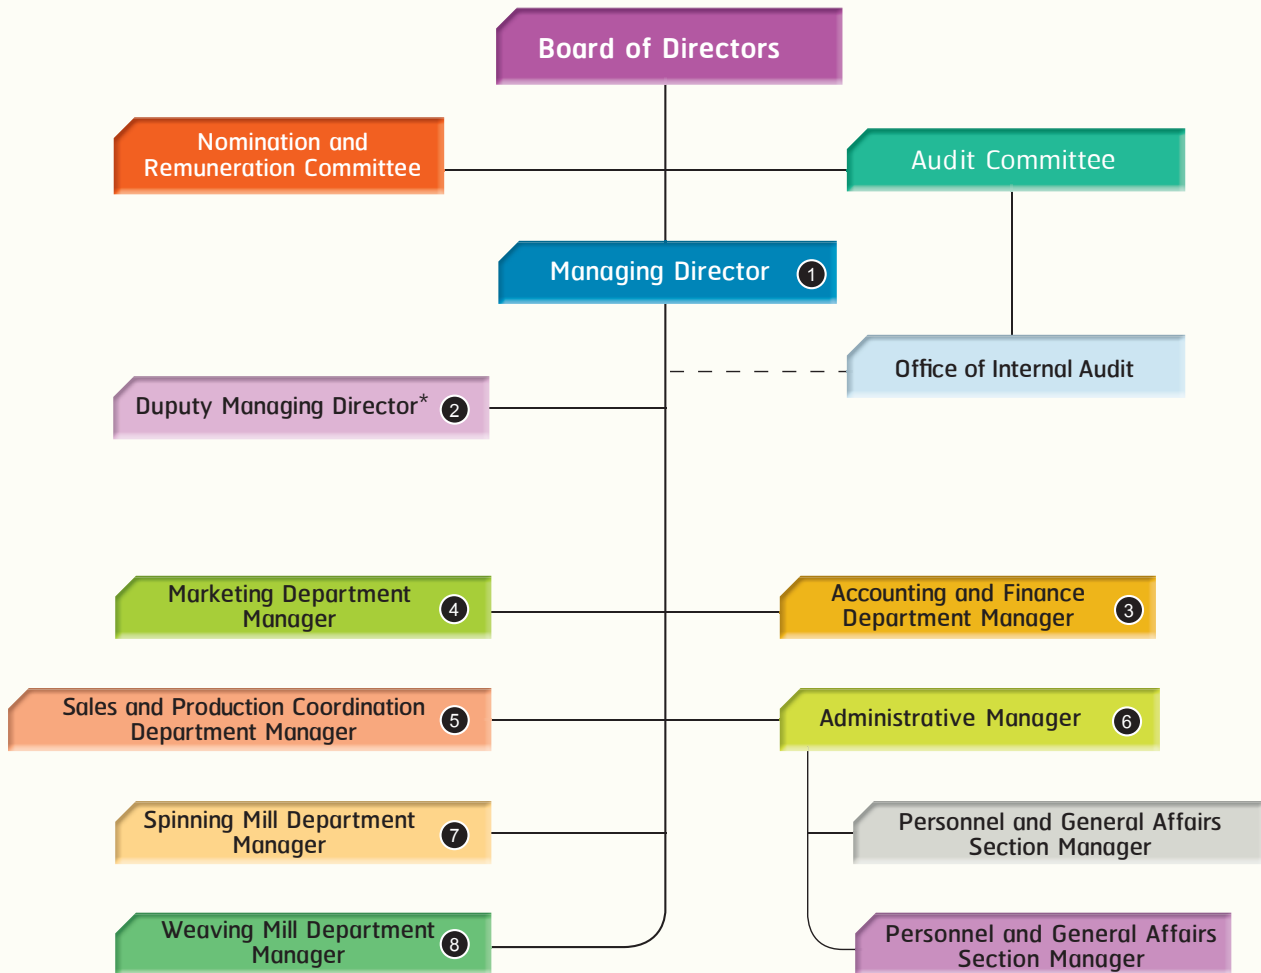 Board of Directors
Nomination and
Remuneration Committee
Audit Committee
Managing Director 1
Office of Internal Audit
Duputy Managing Director* 2
Marketing Department
Manager 4
Accounting and Finance
Department Manager 3
Sales and Production Coordination
Department Manager 5
Administrative Manager 6
Spinning Mill Department
Manager 7
Personnel and General Affairs
Section Manager
Weaving Mill Department
Manager 8
Personnel and General Affairs
Section Manager